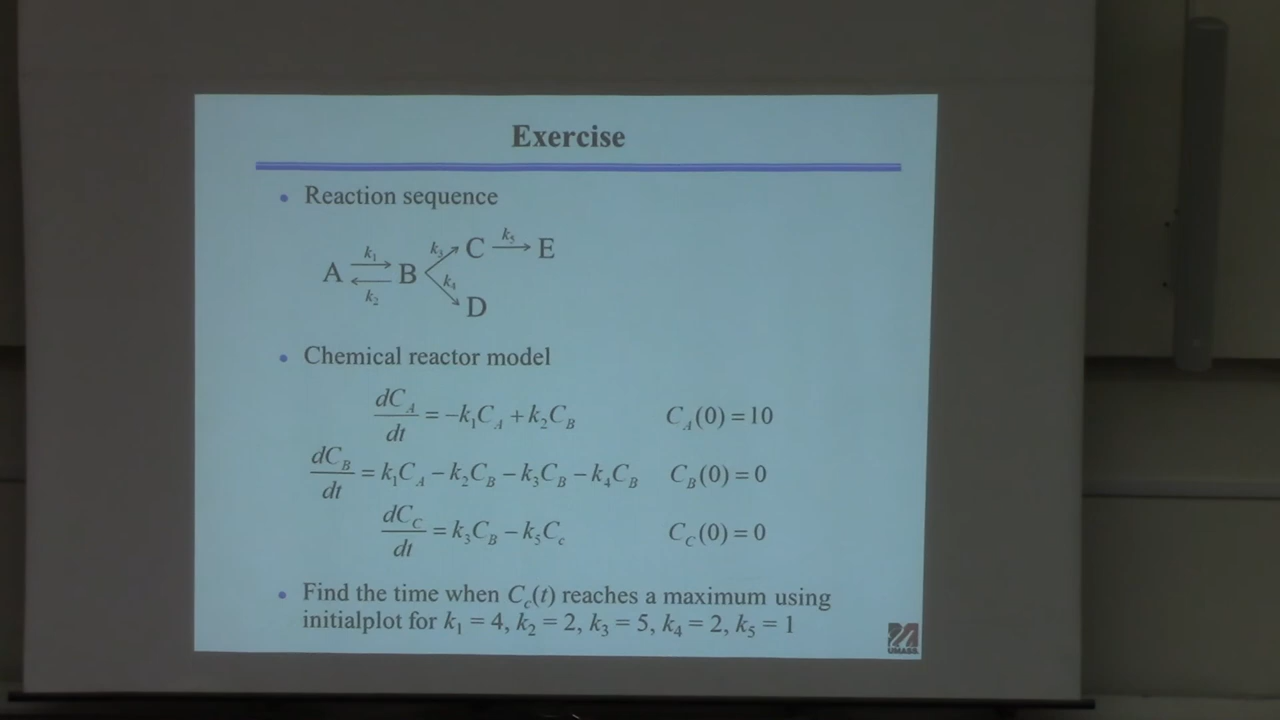 Exercise
• Reaction sequence
A k₁ ⇌ k₂ B k₃ ↗ C k₅ → E
k₄ ↘ D
• Chemical reactor model
dC_A/dt = −k₁C_A + k₂C_B    C_A(0) = 10
dC_B/dt = k₁C_A − k₂C_B − k₃C_B − k₄C_B    C_B(0) = 0
dC_C/dt = k₃C_B − k₅C_c    C_C(0) = 0
• Find the time when C_c(t) reaches a maximum using
initialplot for k₁ = 4, k₂ = 2, k₃ = 5, k₄ = 2, k₅ = 1
UMASS